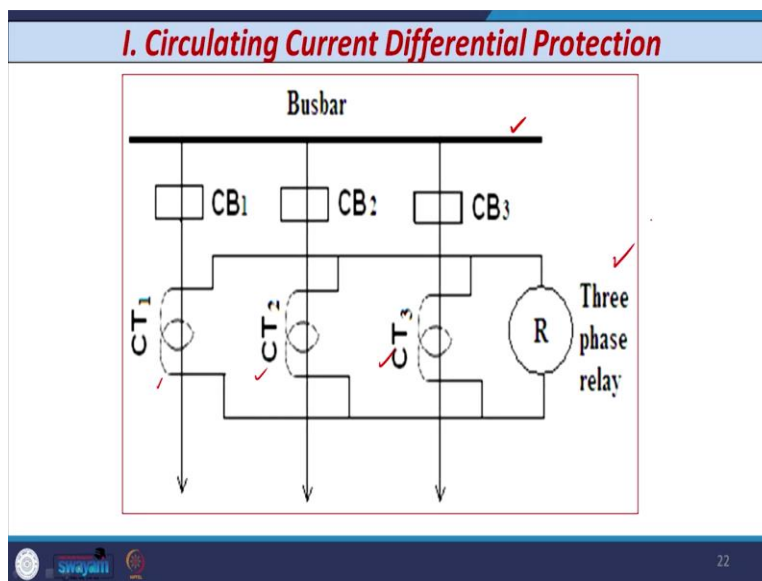 I. Circulating Current Differential Protection
Busbar
CB1
CB2
CB3
CT1
CT2
CT3
R
Three
phase
relay
swayam
22